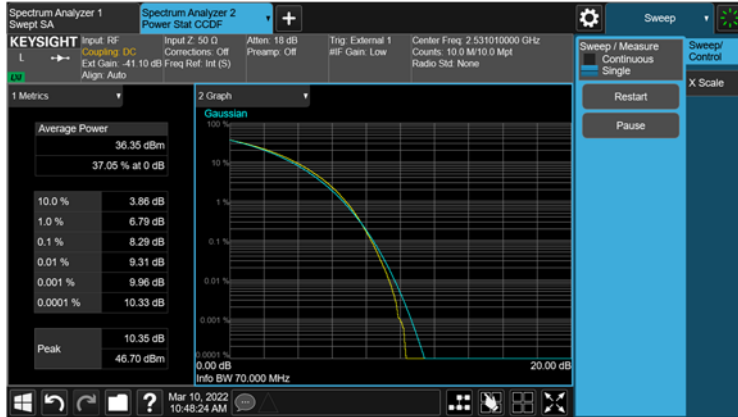 Spectrum Analyzer 1
Swept SA
Spectrum Analyzer 2
Power Stat CCDF
Sweep
KEYSIGHT
Input: RF
Coupling: DC
Ext Gain: -41.10 dB
Align: Auto
Input Z: 50 Ω
Corrections: Off
Freq Ref: Int (S)
Atten: 18 dB
Preamp: Off
Trig: External 1
#IF Gain: Low
Center Freq: 2.531010000 GHz
Counts: 10.0 M/10.0 Mpt
Radio Std: None
L
LXI
Sweep / Measure
Continuous
Single
Restart
Pause
Sweep/
Control
X Scale
1 Metrics
Average Power
36.35 dBm
37.05 % at 0 dB
10.0 % 3.86 dB
1.0 % 6.79 dB
0.1 % 8.29 dB
0.01 % 9.31 dB
0.001 % 9.96 dB
0.0001 % 10.33 dB
Peak
10.35 dB
46.70 dBm
2 Graph
Gaussian
100 %
10 %
1 %
0.1 %
0.01 %
0.001 %
0.0001 %
0.00 dB
20.00 dB
Info BW 70.000 MHz
?
Mar 10, 2022
10:48:24 AM